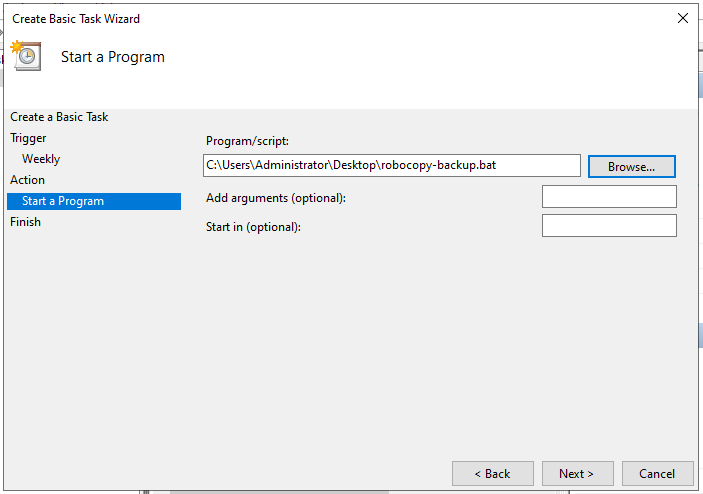 Create Basic Task Wizard
Start a Program
Create a Basic Task
Trigger
Weekly
Action
Start a Program
Finish
Program/script:
C:\Users\Administrator\Desktop\robocopy-backup.bat
Browse...
Add arguments (optional):
Start in (optional):
< Back
Next >
Cancel